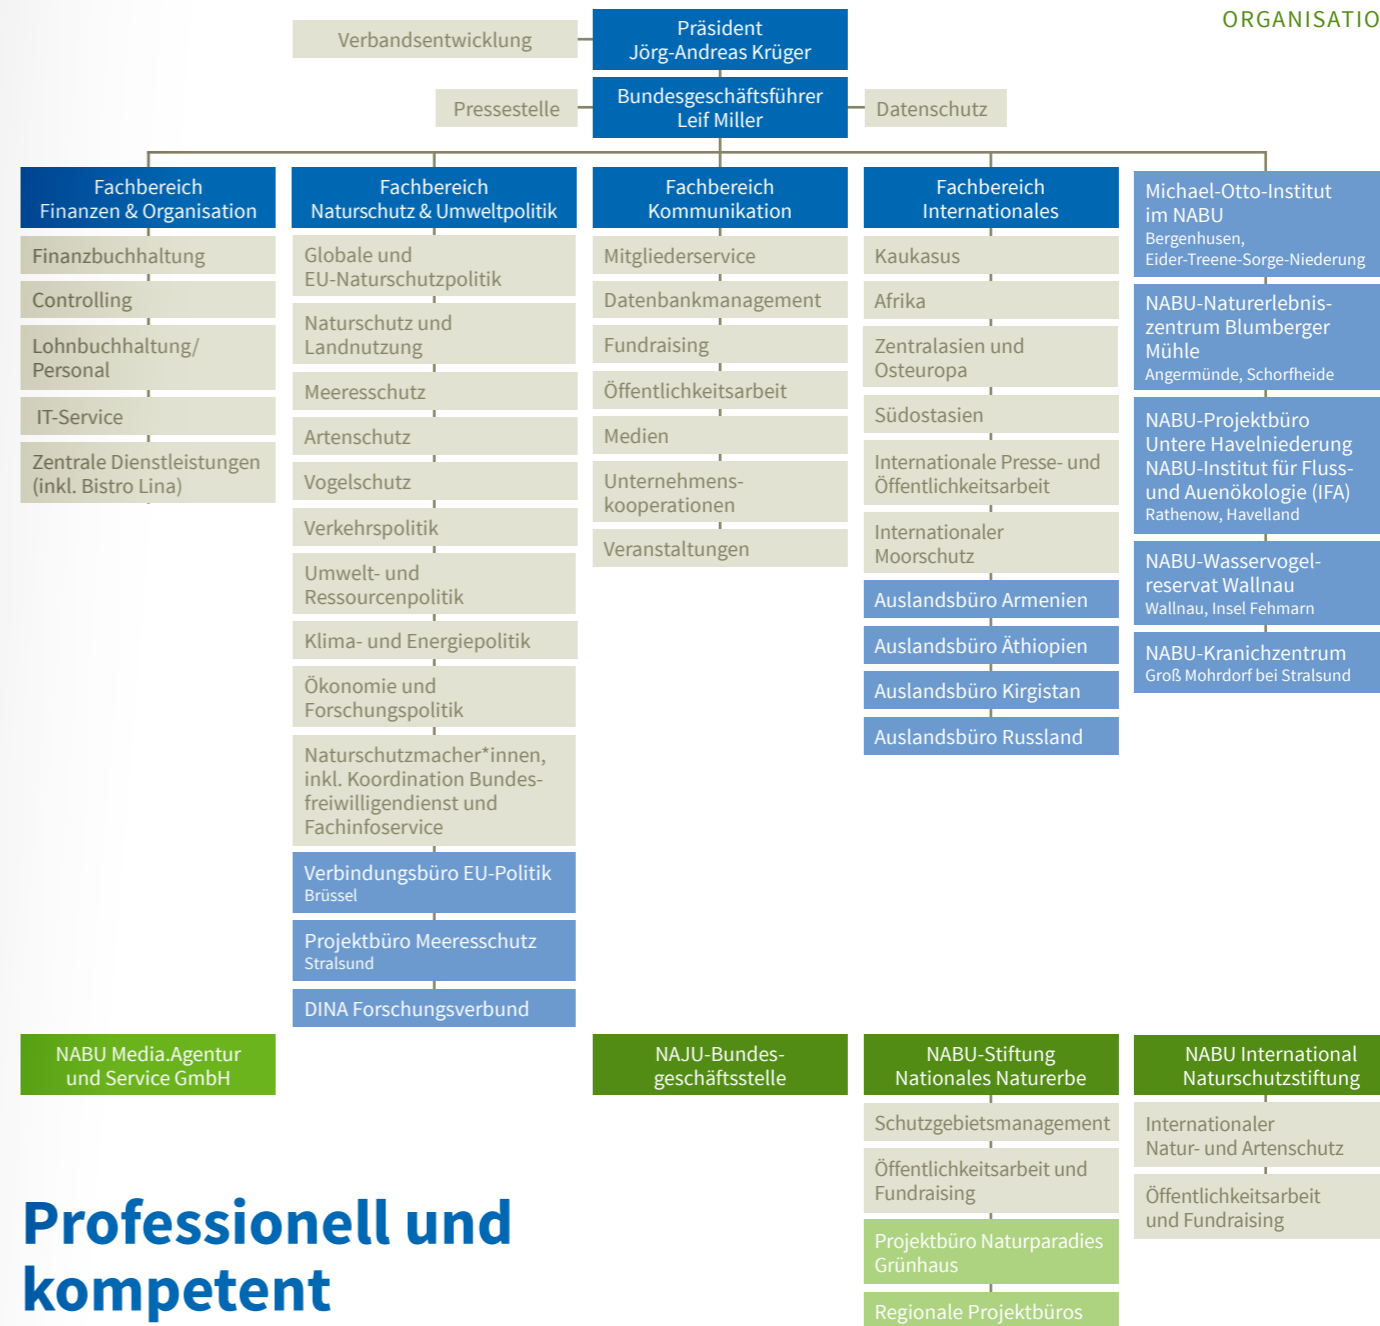 ORGANISATIO
Verbandsentwicklung
Präsident
Jörg-Andreas Krüger
Pressestelle
Bundesgeschäftsführer
Leif Miller
Datenschutz
Fachbereich
Finanzen & Organisation
Finanzbuchhaltung
Controlling
Lohnbuchhaltung/
Personal
IT-Service
Zentrale Dienstleistungen
(inkl. Bistro Lina)
Fachbereich
Naturschutz & Umweltpolitik
Globale und
EU-Naturschutzpolitik
Naturschutz und
Landnutzung
Meeresschutz
Artenschutz
Vogelschutz
Verkehrspolitik
Umwelt- und
Ressourcenpolitik
Klima- und Energiepolitik
Ökonomie und
Forschungspolitik
Naturschutzmacher*innen,
inkl. Koordination Bundes-
freiwilligendienst und
Fachinfoservice
Verbindungsbüro EU-Politik
Brüssel
Projektbüro Meeresschutz
Stralsund
DINA Forschungsverbund
Fachbereich
Kommunikation
Mitgliederservice
Datenbankmanagement
Fundraising
Öffentlichkeitsarbeit
Medien
Unternehmens-
kooperationen
Veranstaltungen
Fachbereich
Internationales
Kaukasus
Afrika
Zentralasien und
Osteuropa
Südostasien
Internationale Presse- und
Öffentlichkeitsarbeit
Internationaler
Moorschutz
Auslandsbüro Armenien
Auslandsbüro Äthiopien
Auslandsbüro Kirgistan
Auslandsbüro Russland
Michael-Otto-Institut
im NABU
Bergenhusen,
Eider-Treene-Sorge-Niederung
NABU-Naturerlebnis-
zentrum Blumberger
Mühle
Angermünde, Schorfheide
NABU-Projektbüro
Untere Havelniederung
NABU-Institut für Fluss-
und Auenökologie (IFA)
Rathenow, Havelland
NABU-Wasservogel-
reservat Wallnau
Wallnau, Insel Fehmarn
NABU-Kranichzentrum
Groß Mohrdorf bei Stralsund
NABU Media.Agentur
und Service GmbH
NAJU-Bundes-
geschäftsstelle
NABU-Stiftung
Nationales Naturerbe
Schutzgebietsmanagement
Öffentlichkeitsarbeit und
Fundraising
Projektbüro Naturparadies
Grünhaus
Regionale Projektbüros
NABU International
Naturschutzstiftung
Internationaler
Natur- und Artenschutz
Öffentlichkeitsarbeit
und Fundraising
Professionell und
kompetent